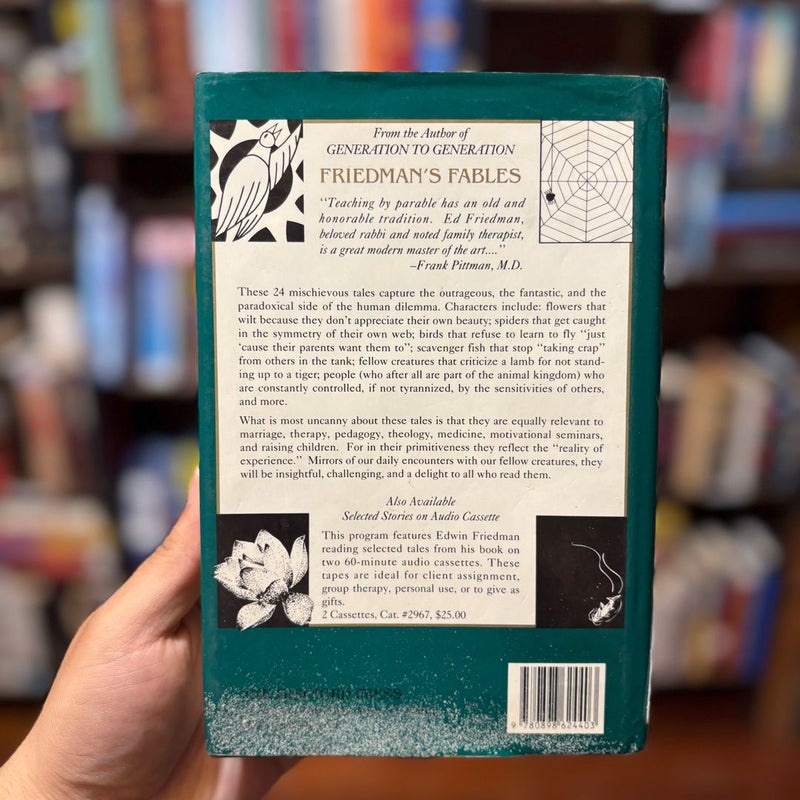 From the Author of
GENERATION TO GENERATION
FRIEDMAN'S FABLES
"Teaching by parable has an old and
honorable tradition. Ed Friedman,
beloved rabbi and noted family therapist,
is a great modern master of the art...."
–Frank Pittman, M.D.
These 24 mischievous tales capture the outrageous, the fantastic, and the
paradoxical side of the human dilemma. Characters include: flowers that
wilt because they don't appreciate their own beauty; spiders that get caught
in the symmetry of their own web; birds that refuse to learn to fly "just
'cause their parents want them to"; scavenger fish that stop "taking crap"
from others in the tank; fellow creatures that criticize a lamb for not stand-
ing up to a tiger; people (who after all are part of the animal kingdom) who
are constantly controlled, if not tyrannized, by the sensitivities of others,
and more.
What is most uncanny about these tales is that they are equally relevant to
marriage, therapy, pedagogy, theology, medicine, motivational seminars,
and raising children. For in their primitiveness they reflect the "reality of
experience." Mirrors of our daily encounters with our fellow creatures, they
will be insightful, challenging, and a delight to all who read them.
Also Available
Selected Stories on Audio Cassette
This program features Edwin Friedman
reading selected tales from his book on
two 60-minute audio cassettes. These
tapes are ideal for client assignment,
group therapy, personal use, or to give as
gifts.
2 Cassettes, Cat. #2967, $25.00
9 780898 624403